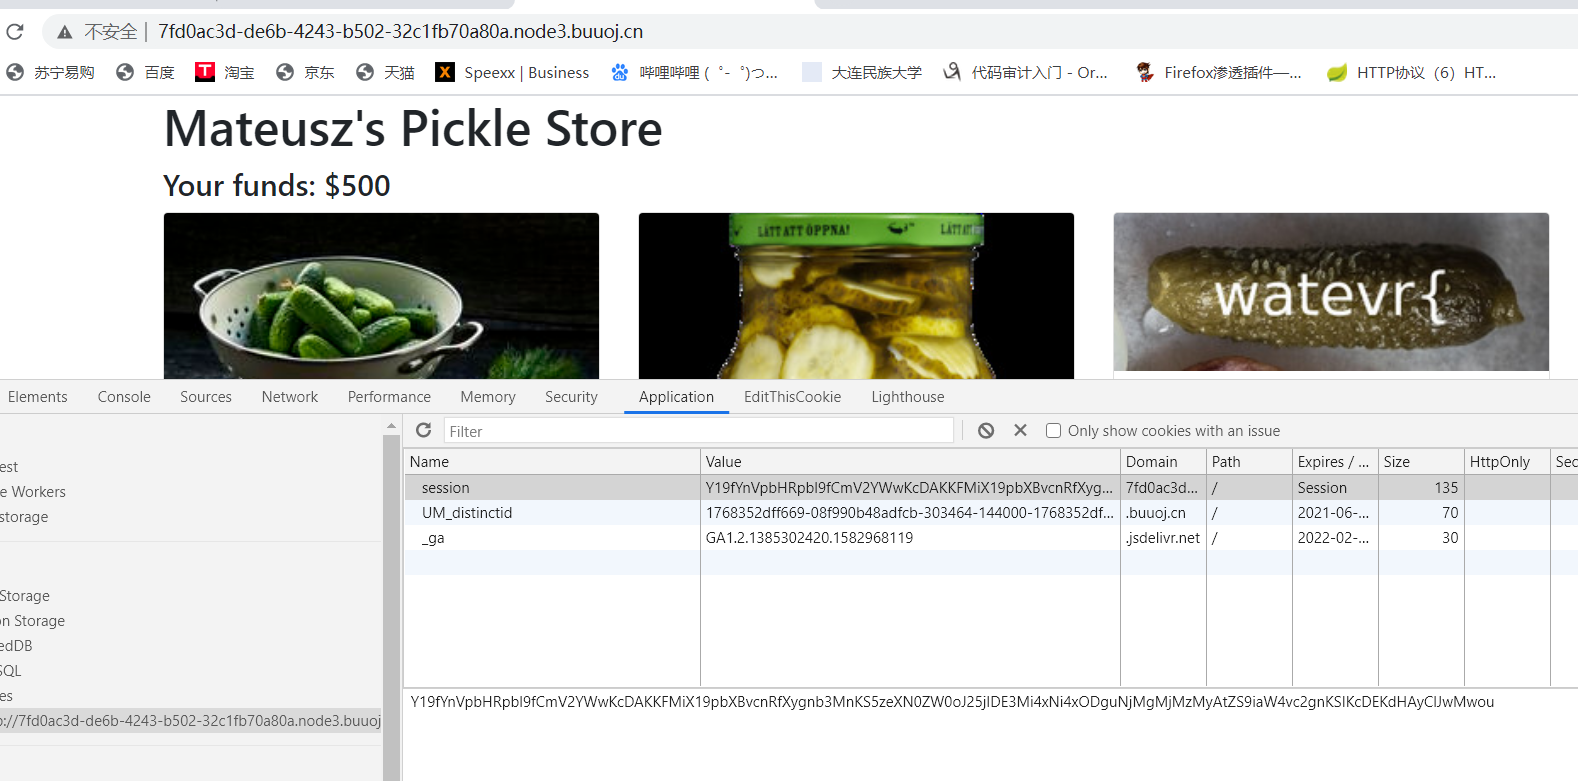 不安全 | 7fd0ac3d-de6b-4243-b502-32c1fb70a80a.node3.buuoj.cn
苏宁易购 百度 淘宝 京东 天猫 Speexx | Business 哔哩哔哩 (゜-゜)つ... 大连民族大学 代码审计入门 - Or... Firefox渗透插件—... HTTP协议（6）HT...
Mateusz's Pickle Store
Your funds: $500
LÄTT ATT ÖPPNA! LÄTT ATT
watevr{
Elements Console Sources Network Performance Memory Security Application EditThisCookie Lighthouse
Filter Only show cookies with an issue
Name Value Domain Path Expires / ... Size HttpOnly Sec
est
session Y19fYnVpbHRpbl9fCmV2YWwKcDAKKFMiX19pbXBvcnRfXyg... 7fd0ac3d... / Session 135
e Workers
UM_distinctid 1768352dff669-08f990b48adfcb-303464-144000-1768352df... .buuoj.cn / 2021-06-... 70
storage
_ga GA1.2.1385302420.1582968119 .jsdelivr.net / 2022-02-... 30
Storage
on Storage
edDB
SQL
es
p://7fd0ac3d-de6b-4243-b502-32c1fb70a80a.node3.buuoj
Y19fYnVpbHRpbl9fCmV2YWwKcDAKKFMiX19pbXBvcnRfXygnb3MnKS5zeXN0ZW0oJ25jIDE3Mi4xNi4xODguNjMgMjMzMyAtZS9iaW4vc2gnKSIKcDEKdHAyClJwMwou